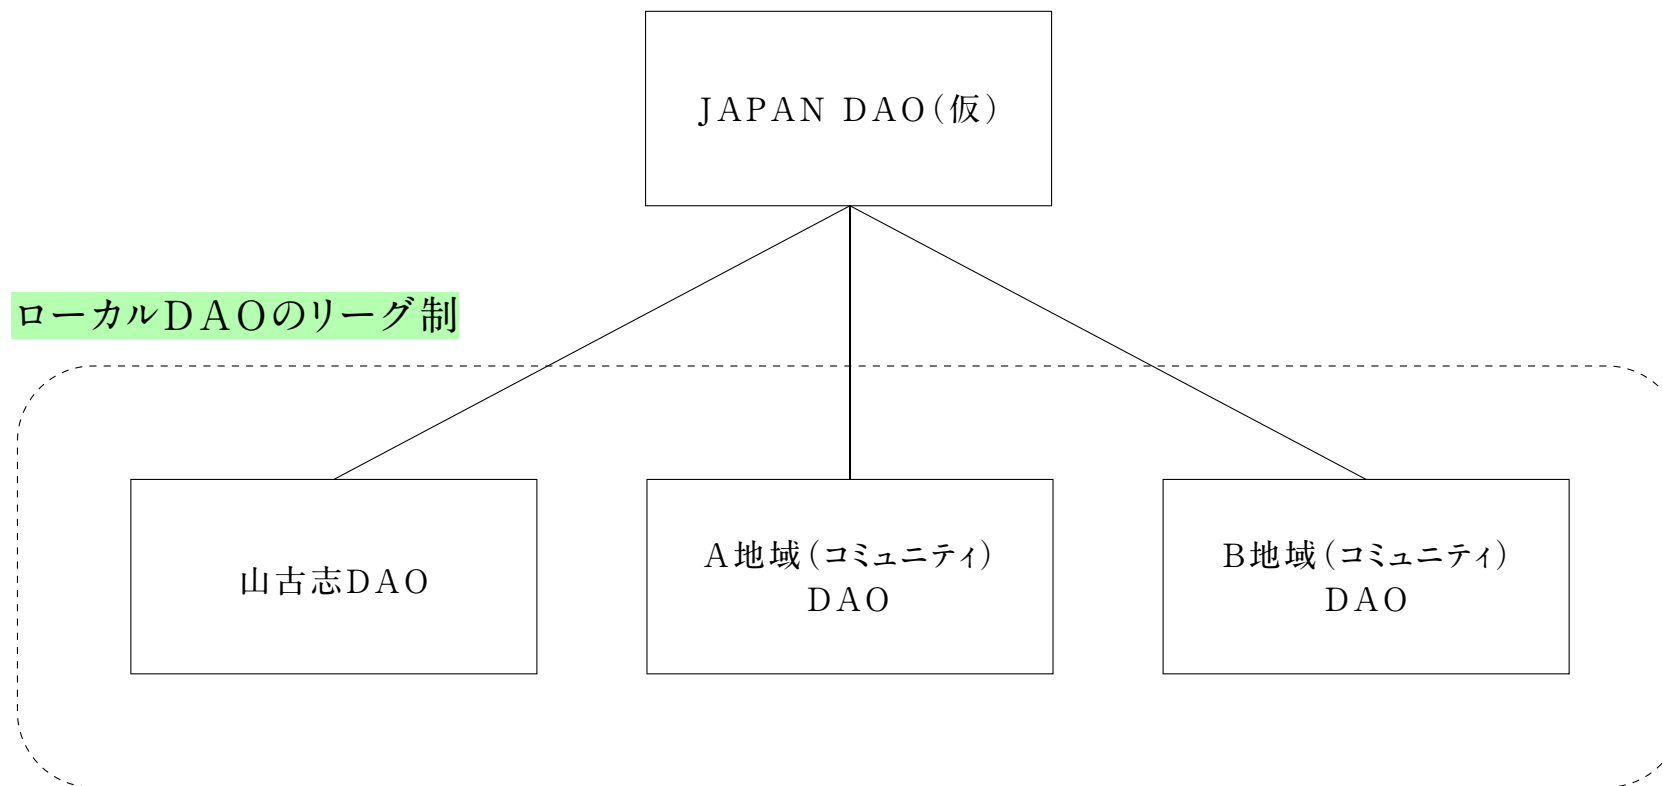 JAPAN DAO（仮）
ローカルDAOのリーグ制
山古志DAO
A地域（コミュニティ）
DAO
B地域（コミュニティ）
DAO